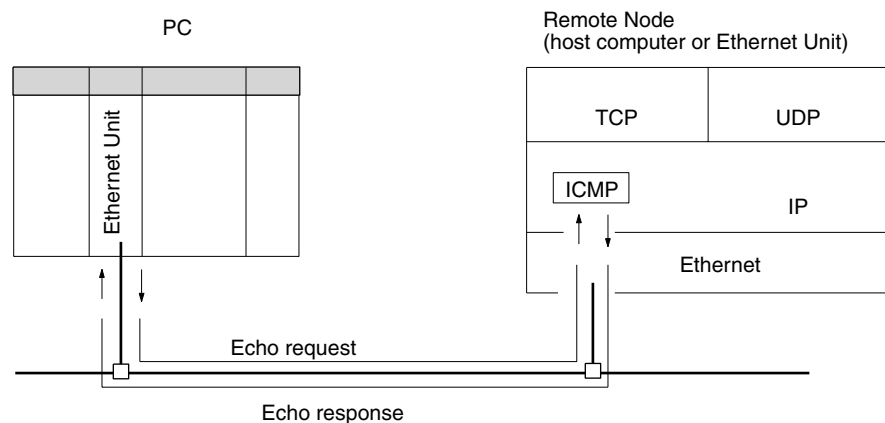 PC
Remote Node
(host computer or Ethernet Unit)
Ethernet Unit
TCP
UDP
ICMP
IP
Ethernet
Echo request
Echo response